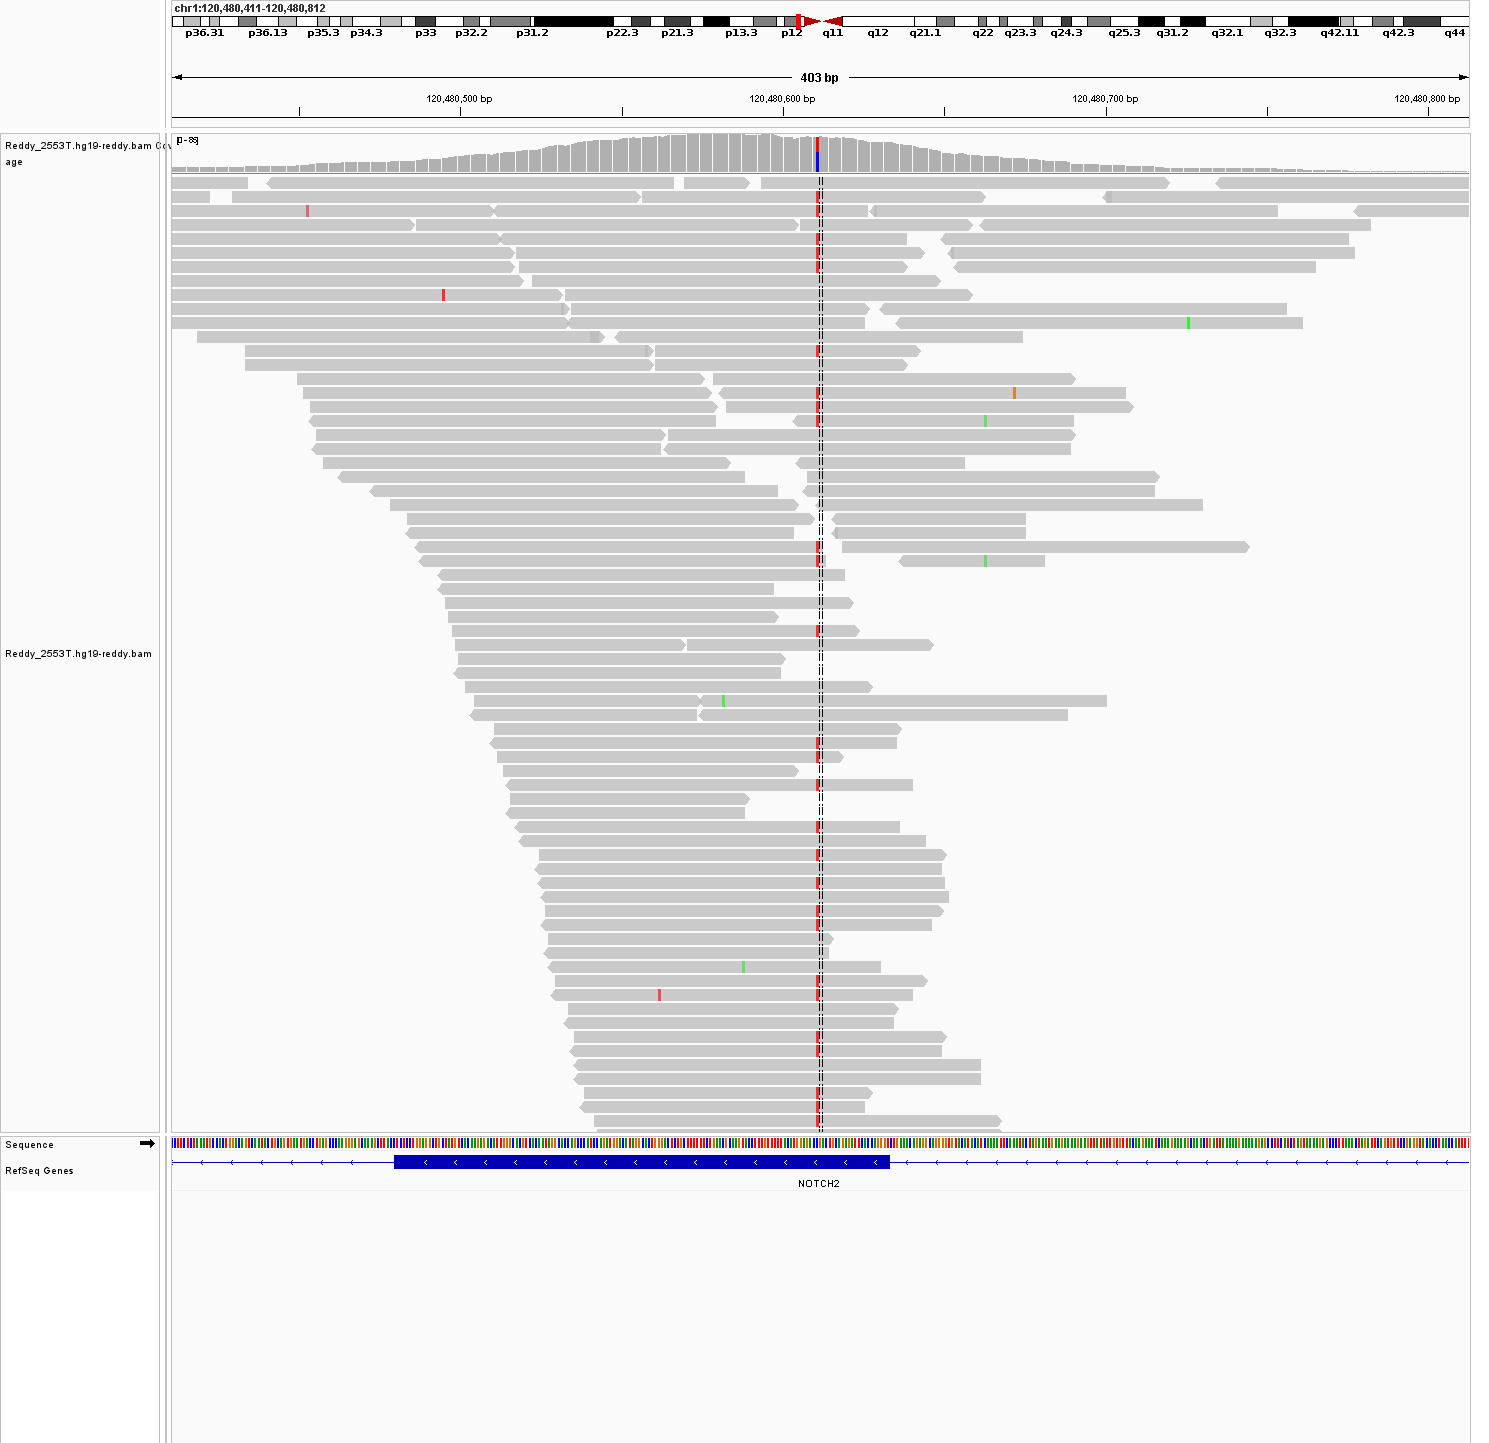 chr1:120,480,411-120,480,812
p36.31 p36.13 p35.3 p34.3 p33 p32.2 p31.2 p22.3 p21.3 p13.3 p12 q11 q12 q21.1 q22 q23.3 q24.3 q25.3 q31.2 q32.1 q32.3 q42.11 q42.3 q44
403 bp
120,480,500 bp 120,480,600 bp 120,480,700 bp 120,480,800 bp
Reddy_2553T.hg19-reddy.bam Cov
age
Reddy_2553T.hg19-reddy.bam
Sequence
RefSeq Genes
NOTCH2